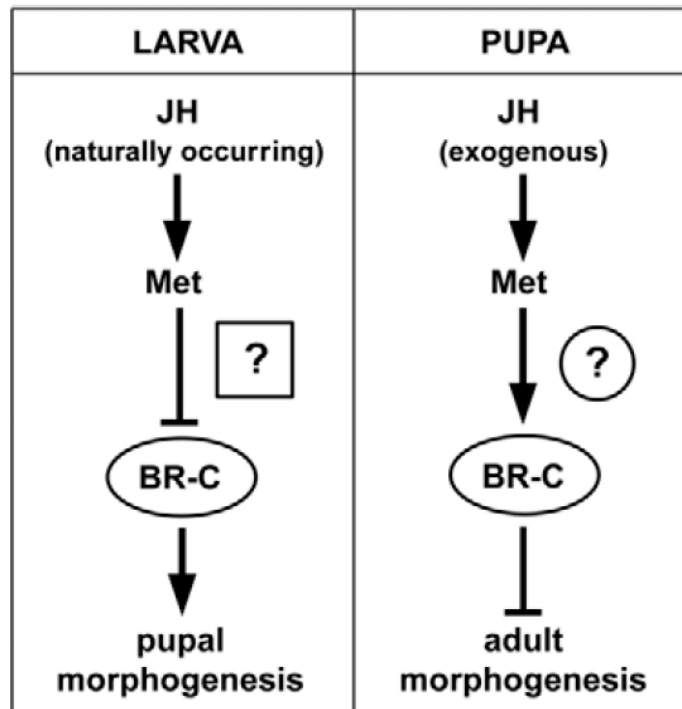 LARVA
JH
(naturally occurring)
Met
?
BR-C
pupal
morphogenesis
PUPA
JH
(exogenous)
Met
?
BR-C
adult
morphogenesis